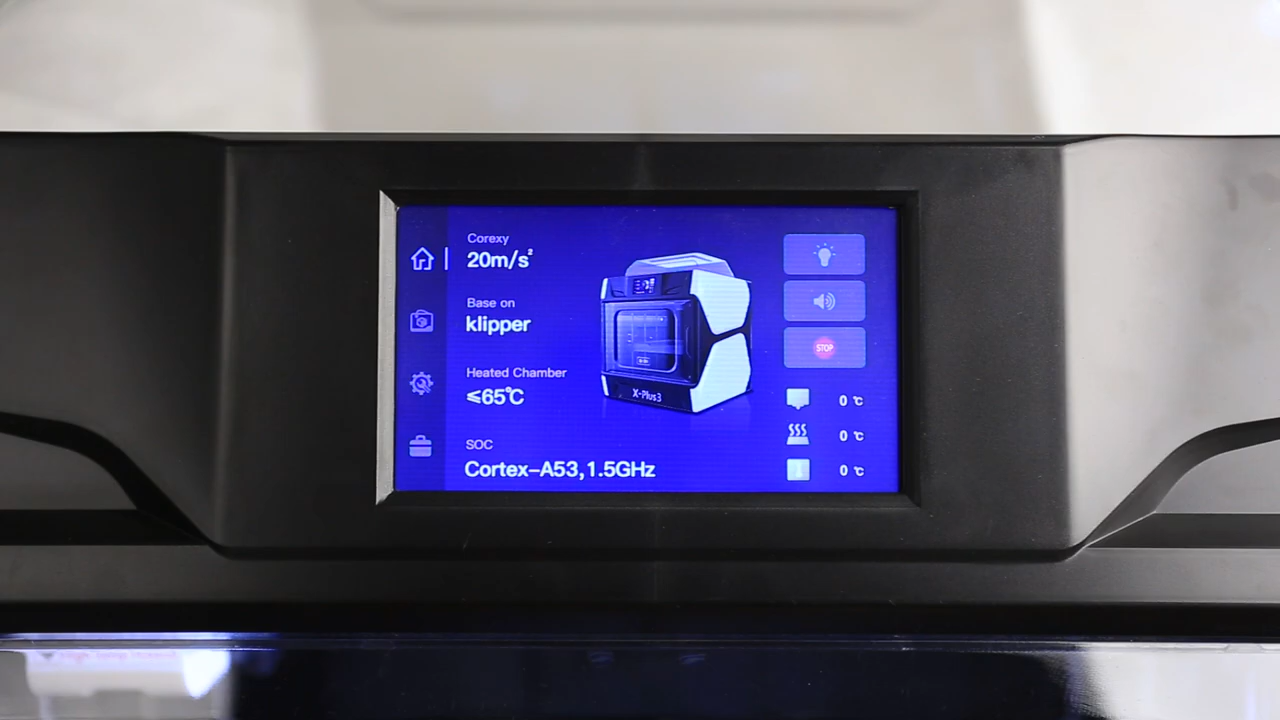 Corexy
20m/s²
Base on
klipper
Heated Chamber
≤65℃
SOC
Cortex-A53,1.5GHz
X-Plus3
STOP
0 ℃
0 ℃
0 ℃